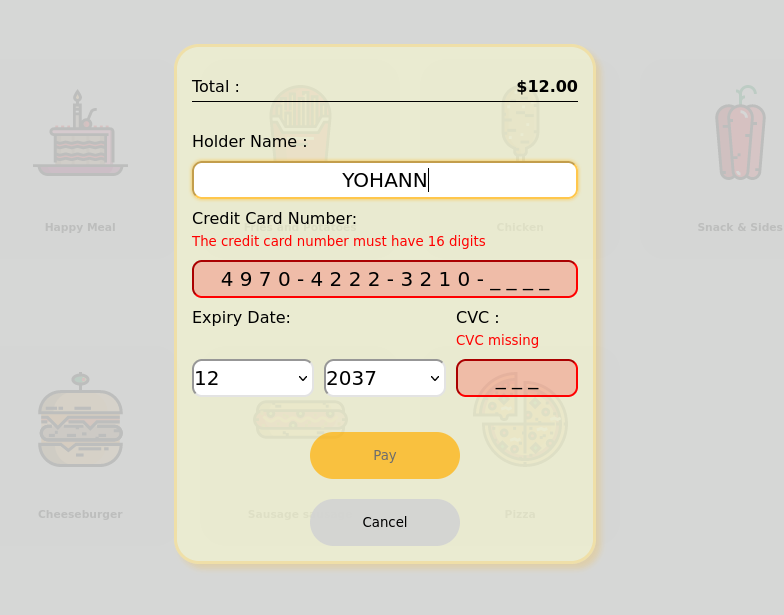 Total : $12.00
Holder Name :
YOHANN
Credit Card Number:
The credit card number must have 16 digits
4970-4222-3210-____
Expiry Date: CVC :
CVC missing
12 2037 ___
Pay
Cancel
Happy Meal Fries and Potatoes Chicken Snack & Sides
Cheeseburger Sausage s Pizza